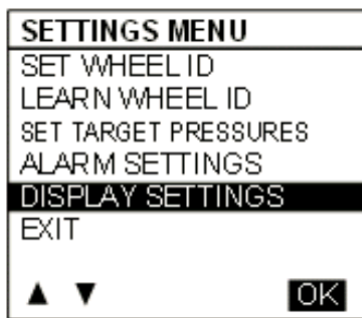 SETTINGS MENU
SET WHEEL ID
LEARN WHEEL ID
SET TARGET PRESSURES
ALARM SETTINGS
DISPLAY SETTINGS
EXIT
▲ ▼ OK